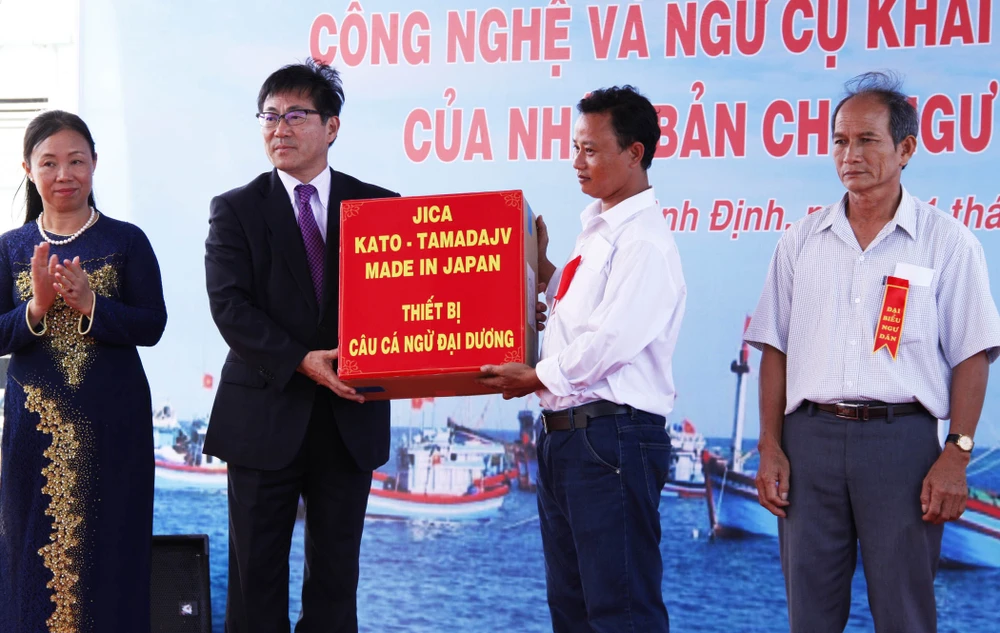 CÔNG NGHỆ VÀ NGƯ CỤ KHAI
CỦA NH BẢN CH NGƯ
nh Định,
JICA
KATO - TAMADAJV
MADE IN JAPAN
THIẾT BỊ
CÂU CÁ NGỪ ĐẠI DƯƠNG
ĐẠI
BIỂU
NGƯ
DÂN